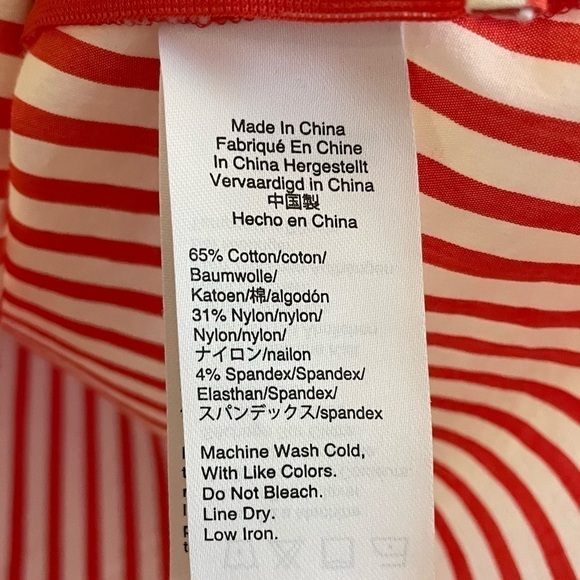 Made In China
Fabriqué En Chine
In China Hergestellt
Vervaardigd in China
中国製
Hecho en China
65% Cotton/coton/
Baumwolle/
Katoen/棉/algodón
31% Nylon/nylon/
Nylon/nylon/
ナイロン/nailon
4% Spandex/Spandex/
Elasthan/Spandex/
スパンデックス/spandex
Machine Wash Cold,
With Like Colors.
Do Not Bleach.
Line Dry.
Low Iron.